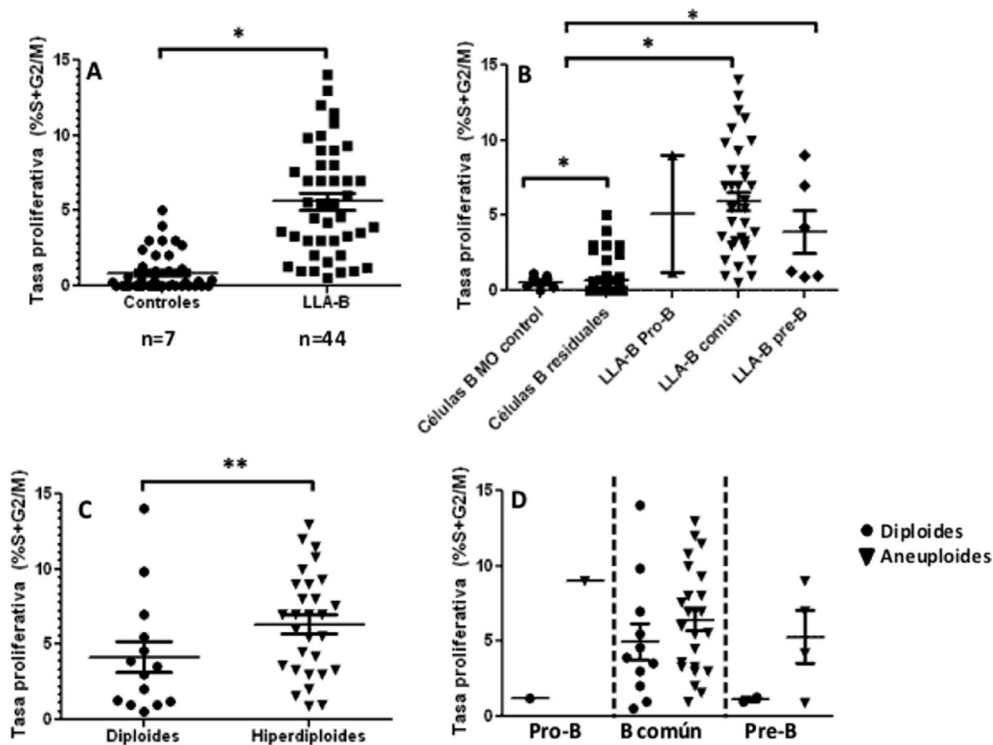 *
A
Tasa proliferativa (%S+G2/M)
15
10
5
0
Controles LLA-B
n=7 n=44
*
*
*
B
Tasa proliferativa (%S+G2/M)
15
10
5
0
Células B MO control
Células B residuales
LLA-B Pro-B
LLA-B común
LLA-B pre-B
**
C
Tasa proliferativa (%S+G2/M)
15
10
5
0
Diploides Hiperdiploides
D
Tasa proliferativa (%S+G2/M)
15
10
5
0
Pro-B B común Pre-B
Diploides
Aneuploides